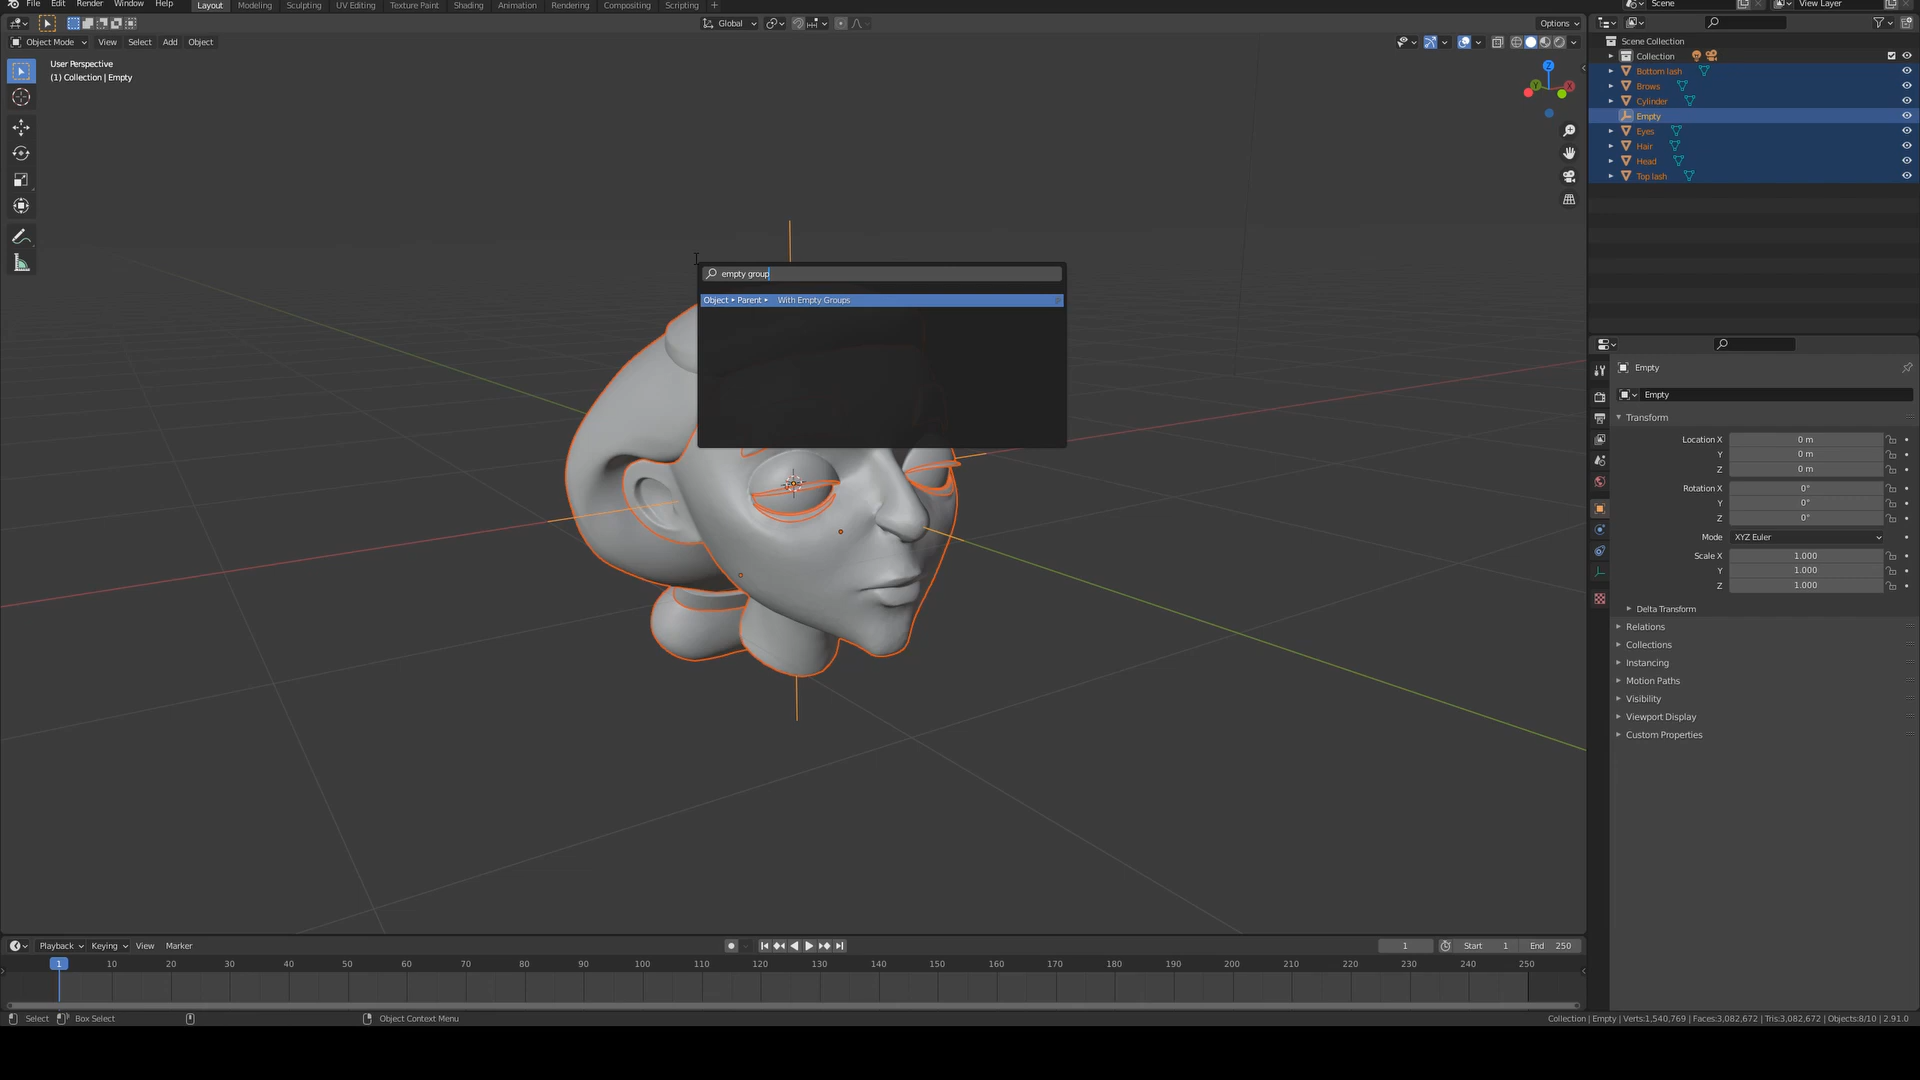 File Edit Render Window Help Layout Modeling Sculpting UV Editing Texture Paint Shading Animation Rendering Compositing Scripting + Scene View Layer
Global Options
Object Mode View Select Add Object
User Perspective
(1) Collection | Empty
Z
Y X
empty group
Object Parent With Empty Groups
Scene Collection
Collection
Bottom lash
Brows
Cylinder
Empty
Eyes
Hair
Head
Top lash
Empty
Empty
Transform
Location X 0 m
Y 0 m
Z 0 m
Rotation X 0°
Y 0°
Z 0°
Mode XYZ Euler
Scale X 1.000
Y 1.000
Z 1.000
Delta Transform
Relations
Collections
Instancing
Motion Paths
Visibility
Viewport Display
Custom Properties
Playback Keying View Marker 1 Start 1 End 250
1 10 20 30 40 50 60 70 80 90 100 110 120 130 140 150 160 170 180 190 200 210 220 230 240 250
Select Box Select Object Context Menu Collection | Empty | Verts:1,540,769 | Faces:3,082,672 | Tris:3,082,672 | Objects:8/10 | 2.91.0